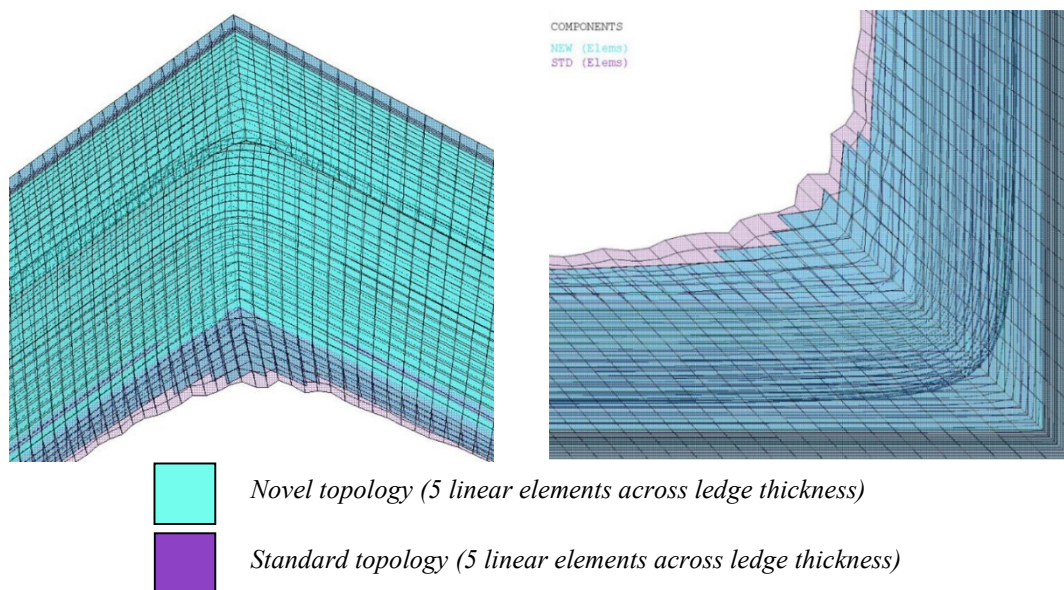 COMPONENTS
NEW (Elems)
STD (Elems)
Novel topology (5 linear elements across ledge thickness)
Standard topology (5 linear elements across ledge thickness)